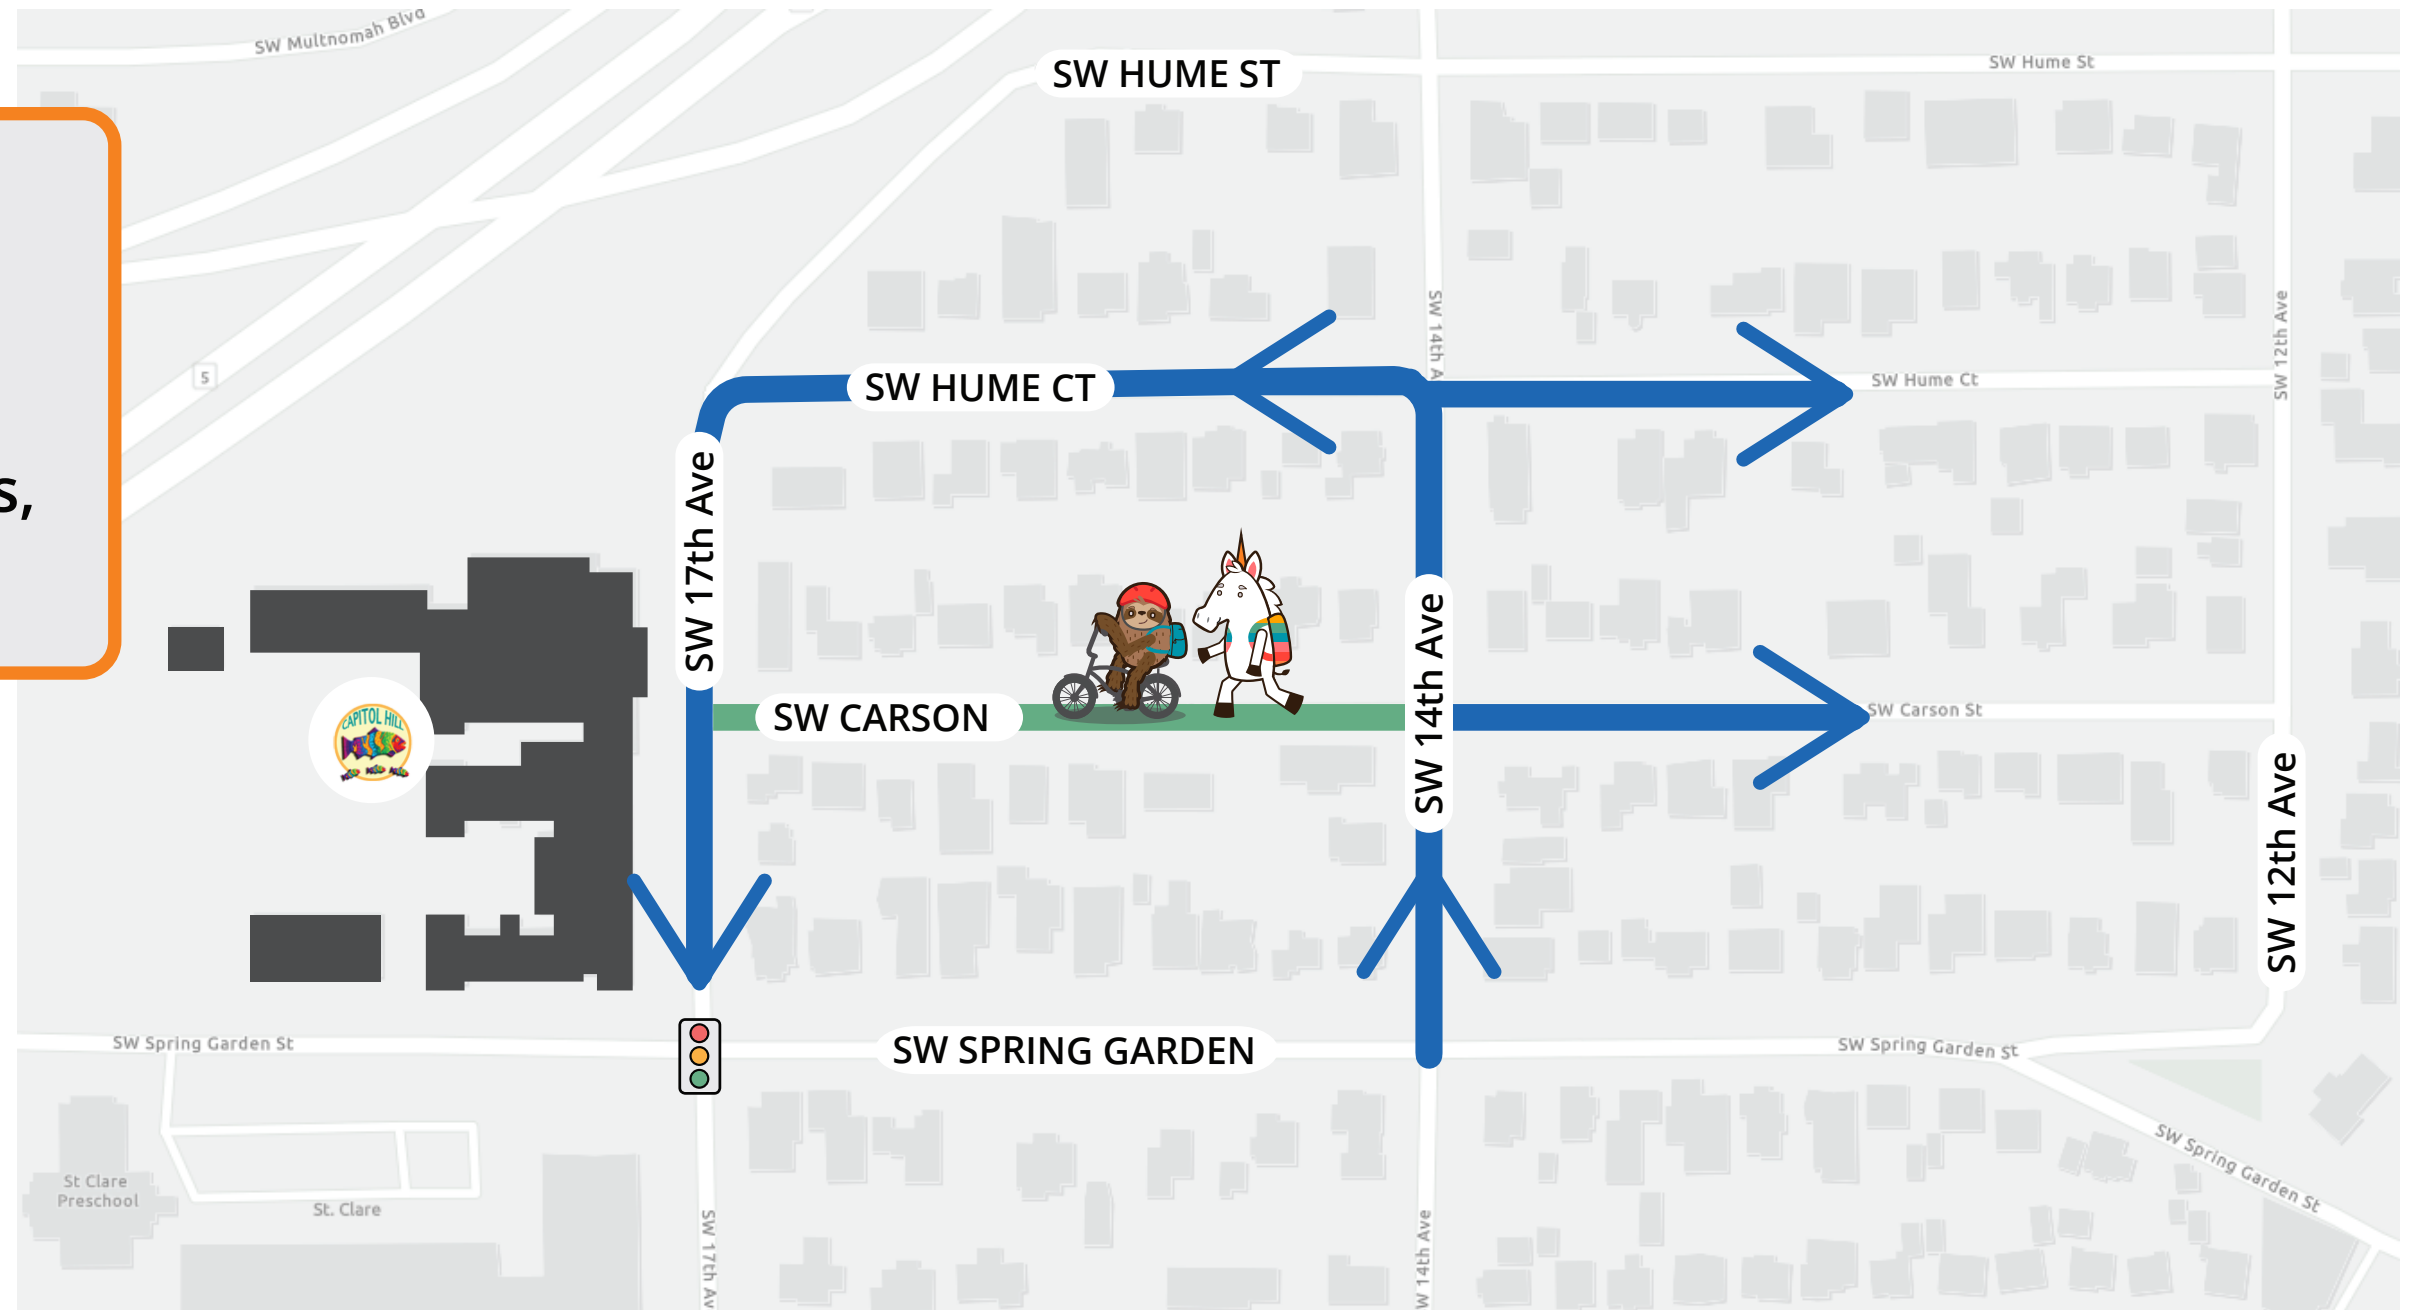 SW Multnomah Blvd
SW HUME ST
SW Hume St
s,
5
SW 14th A
SW 12th Ave
SW HUME CT
SW Hume Ct
SW 17th Ave
SW 14th Ave
CAPITOL HILL
SW CARSON
SW Carson St
SW 12th Ave
SW Spring Garden St
SW SPRING GARDEN
SW Spring Garden St
SW Spring Garden St
St Clare
Preschool
St. Clare
SW 17th Av
W 14th Ave